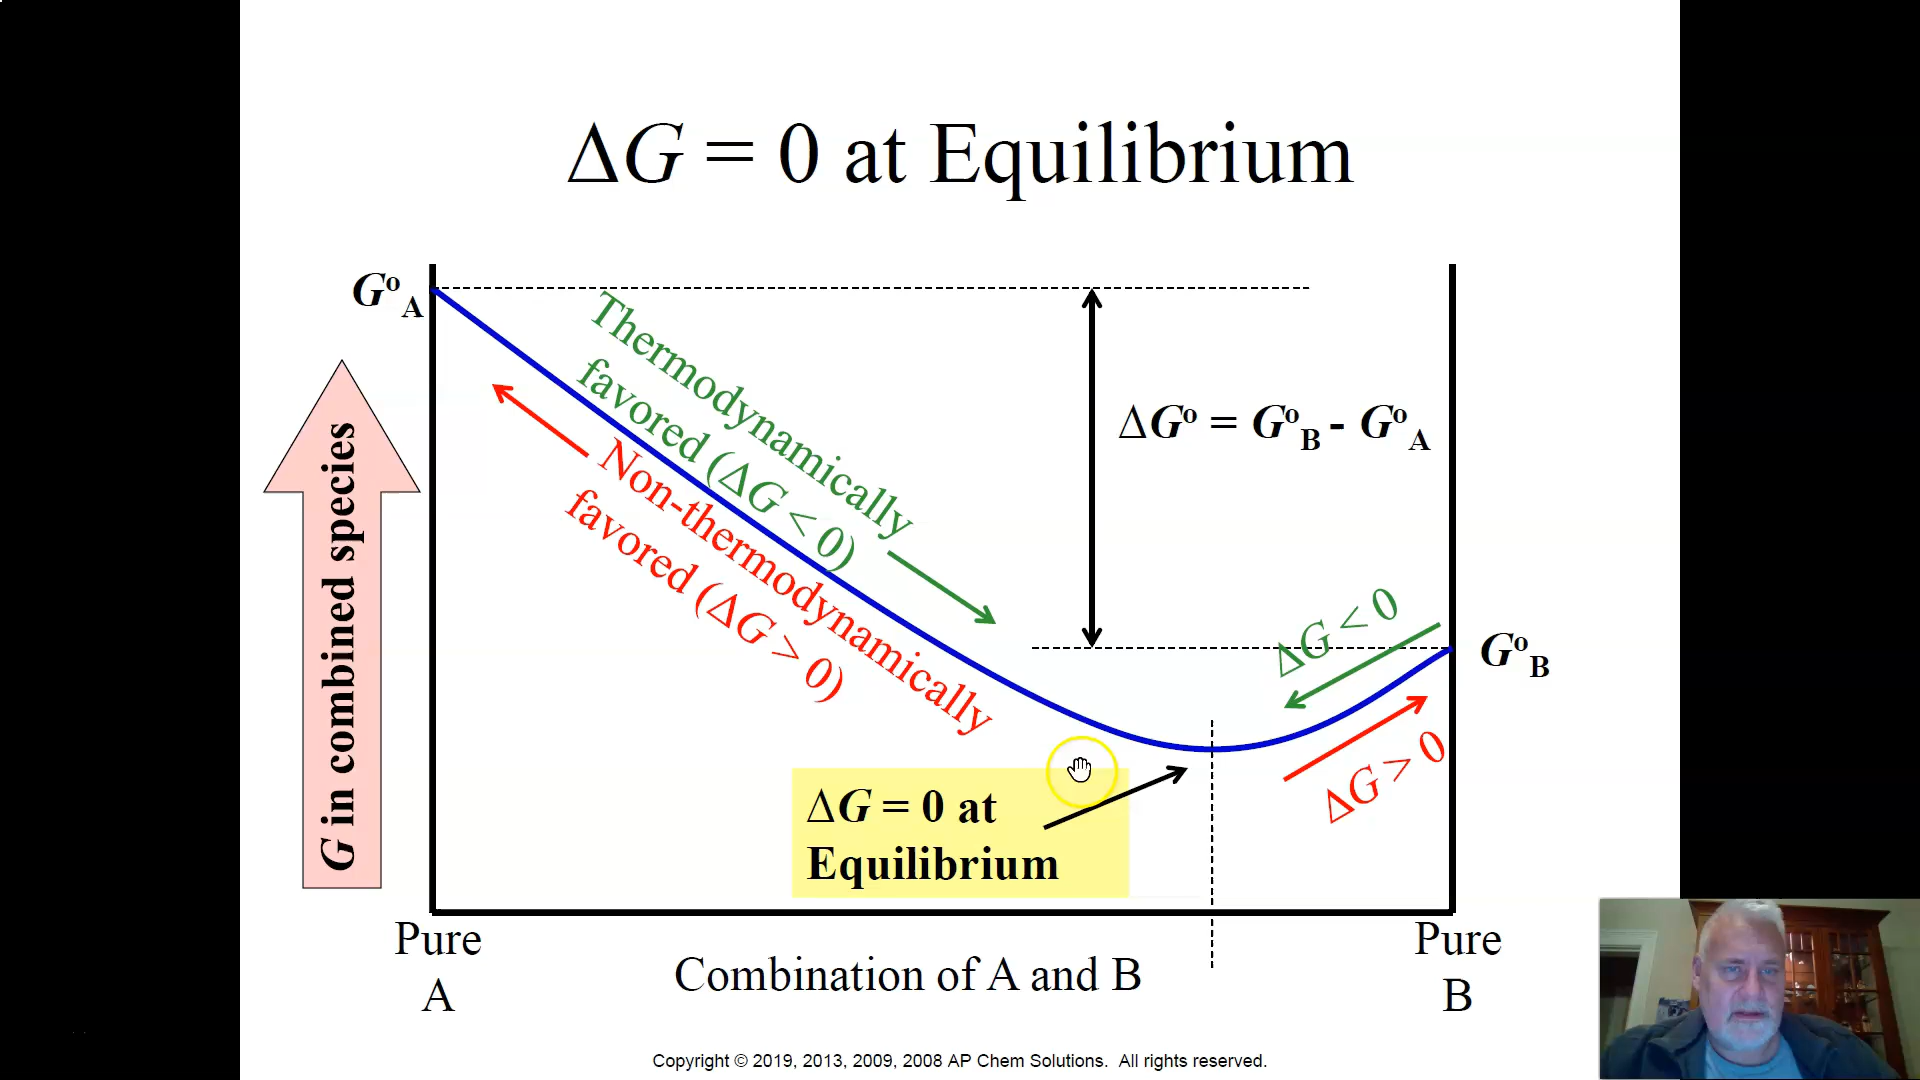 ΔG = 0 at Equilibrium
G°A
Thermodynamically
favored (ΔG < 0)
Non-thermodynamically
favored (ΔG > 0)
ΔG° = G°B - G°A
G in combined species
ΔG < 0
G°B
ΔG > 0
ΔG = 0 at
Equilibrium
Pure
A
Combination of A and B
Pure
B
Copyright © 2019, 2013, 2009, 2008 AP Chem Solutions. All rights reserved.